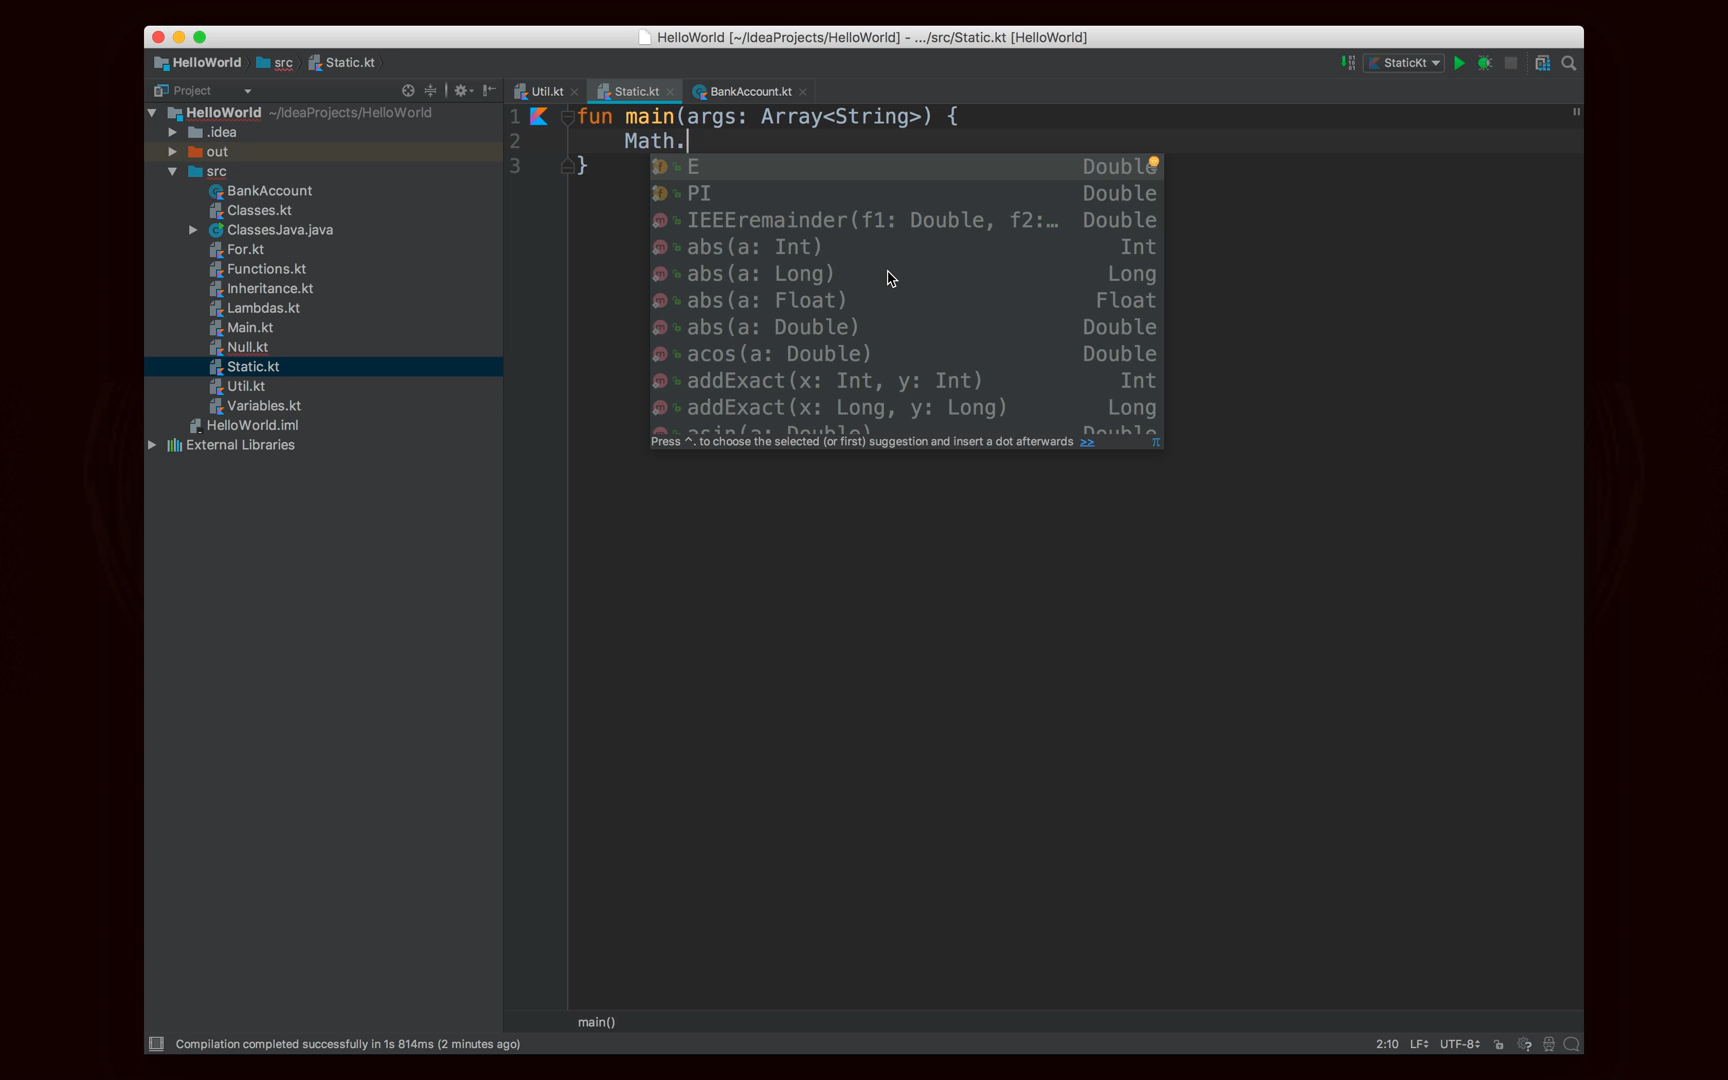 HelloWorld [~/IdeaProjects/HelloWorld] - .../src/Static.kt [HelloWorld]
HelloWorld src Static.kt StaticKt
Project
Util.kt Static.kt BankAccount.kt
HelloWorld ~/IdeaProjects/HelloWorld
.idea
out
src
BankAccount
Classes.kt
ClassesJava.java
For.kt
Functions.kt
Inheritance.kt
Lambdas.kt
Main.kt
Null.kt
Static.kt
Util.kt
Variables.kt
HelloWorld.iml
External Libraries
1 fun main(args: Array<String>) {
2 Math.
3 }
E Double
PI Double
IEEEremainder(f1: Double, f2:… Double
abs(a: Int) Int
abs(a: Long) Long
abs(a: Float) Float
abs(a: Double) Double
acos(a: Double) Double
addExact(x: Int, y: Int) Int
addExact(x: Long, y: Long) Long
asin(a: Double) Double
Press ^. to choose the selected (or first) suggestion and insert a dot afterwards >> π
main()
Compilation completed successfully in 1s 814ms (2 minutes ago) 2:10 LF UTF-8